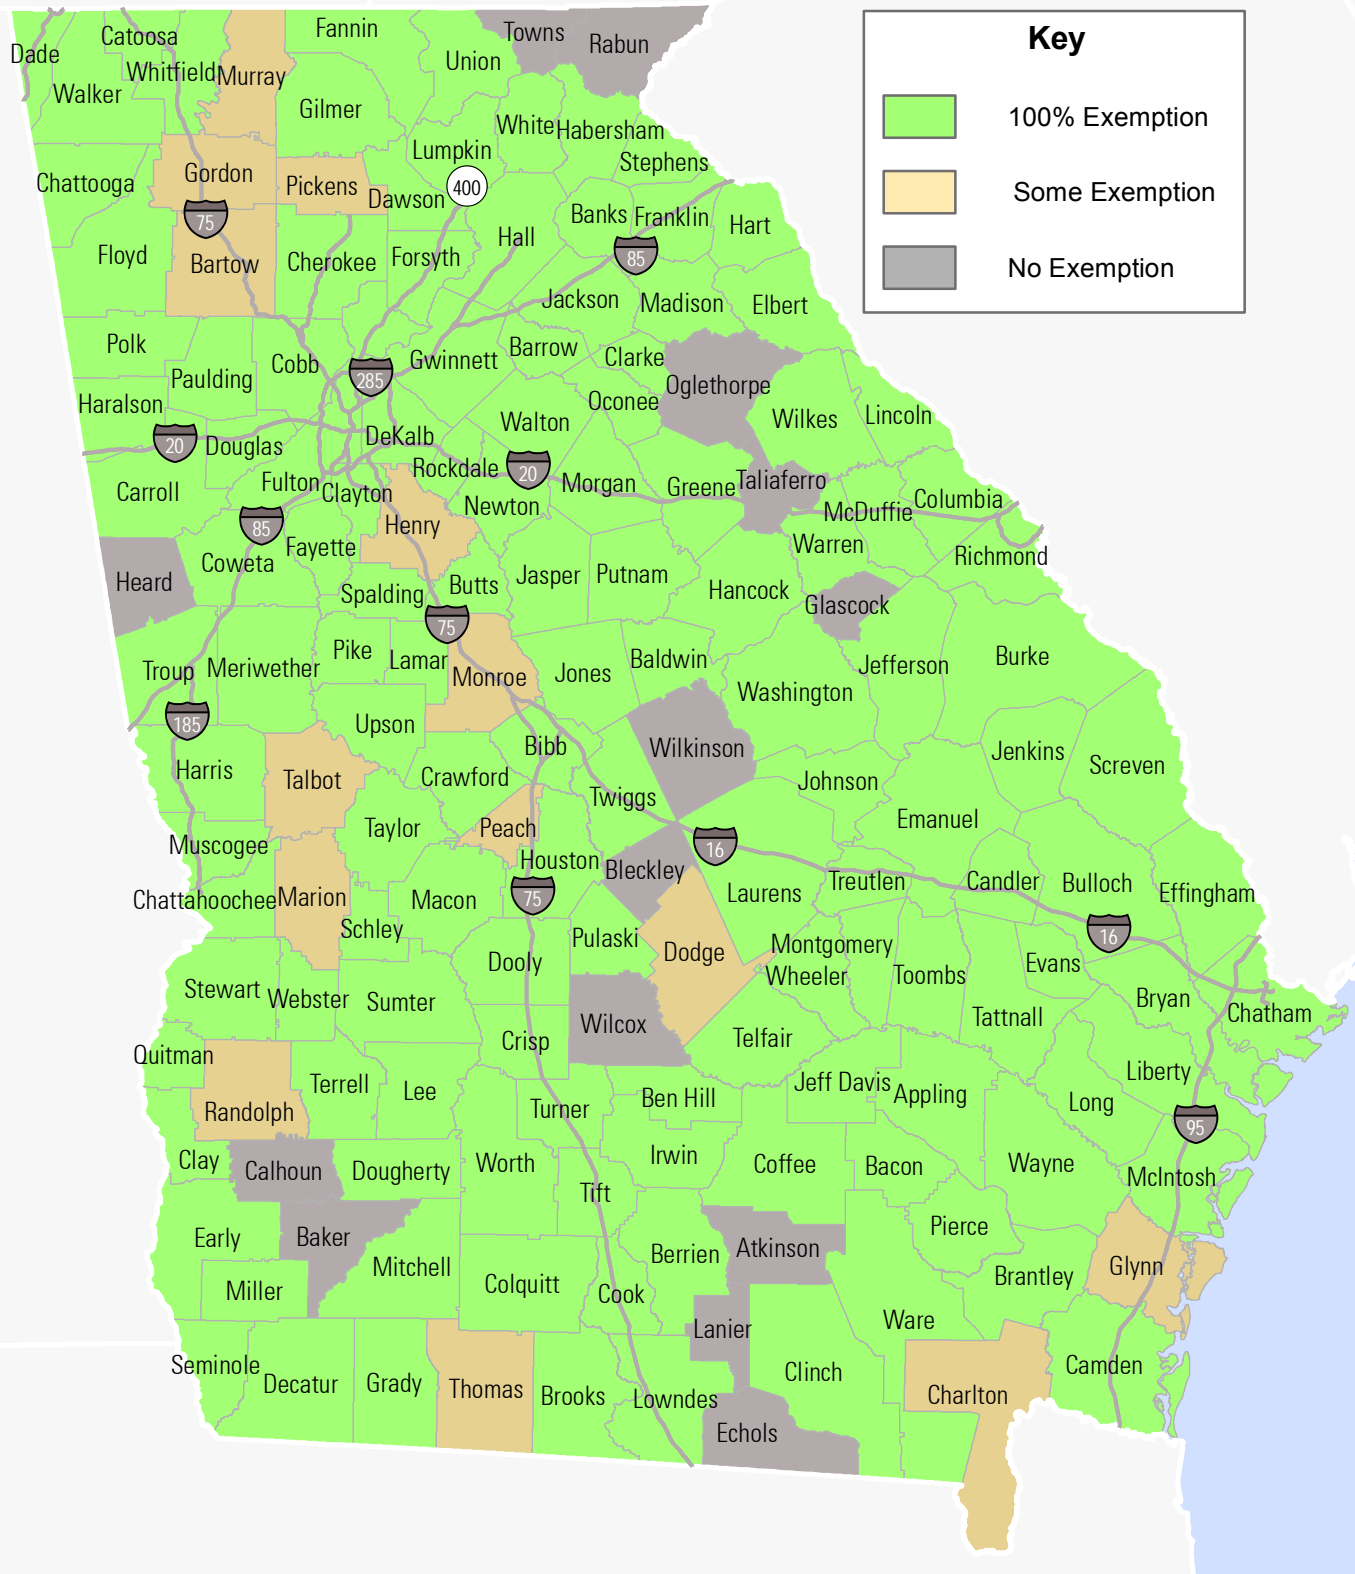 Key
100% Exemption
Some Exemption
No Exemption
Dade
Catoosa
Whitfield
Walker
Murray
Fannin
Gilmer
Union
Towns
Rabun
White
Habersham
Stephens
Lumpkin
400
Chattooga
Gordon
Pickens
Dawson
75
Banks
Franklin
Hart
Hall
Floyd
Bartow
Cherokee
Forsyth
85
Jackson
Madison
Elbert
Polk
Paulding
Cobb
285
Gwinnett
Barrow
Clarke
Oglethorpe
Haralson
Oconee
Wilkes
Lincoln
20
Douglas
DeKalb
Walton
Rockdale
20
Carroll
Fulton
Clayton
Newton
Morgan
Greene
Taliaferro
McDuffie
Columbia
85
Henry
Fayette
Coweta
Warren
Richmond
Heard
Spalding
Butts
Jasper
Putnam
Hancock
Glascock
75
Troup
Meriwether
Pike
Lamar
Monroe
Jones
Baldwin
Washington
Jefferson
Burke
185
Upson
Bibb
Wilkinson
Harris
Talbot
Crawford
Twiggs
Johnson
Jenkins
Screven
Muscogee
Taylor
Peach
Houston
16
Emanuel
Bleckley
Chattahoochee
Marion
Macon
75
Laurens
Treutlen
Candler
Bulloch
Effingham
Schley
Pulaski
Dodge
Montgomery
Wheeler
16
Stewart
Webster
Sumter
Dooly
Toombs
Evans
Bryan
Chatham
Wilcox
Tattnall
Quitman
Crisp
Telfair
Randolph
Terrell
Lee
Turner
Ben Hill
Jeff Davis
Appling
Long
Liberty
95
Clay
Calhoun
Dougherty
Worth
Tift
Irwin
Coffee
Bacon
Wayne
McIntosh
Early
Baker
Mitchell
Berrien
Atkinson
Pierce
Brantley
Glynn
Miller
Colquitt
Cook
Lanier
Ware
Seminole
Decatur
Grady
Thomas
Brooks
Lowndes
Clinch
Charlton
Camden
Echols